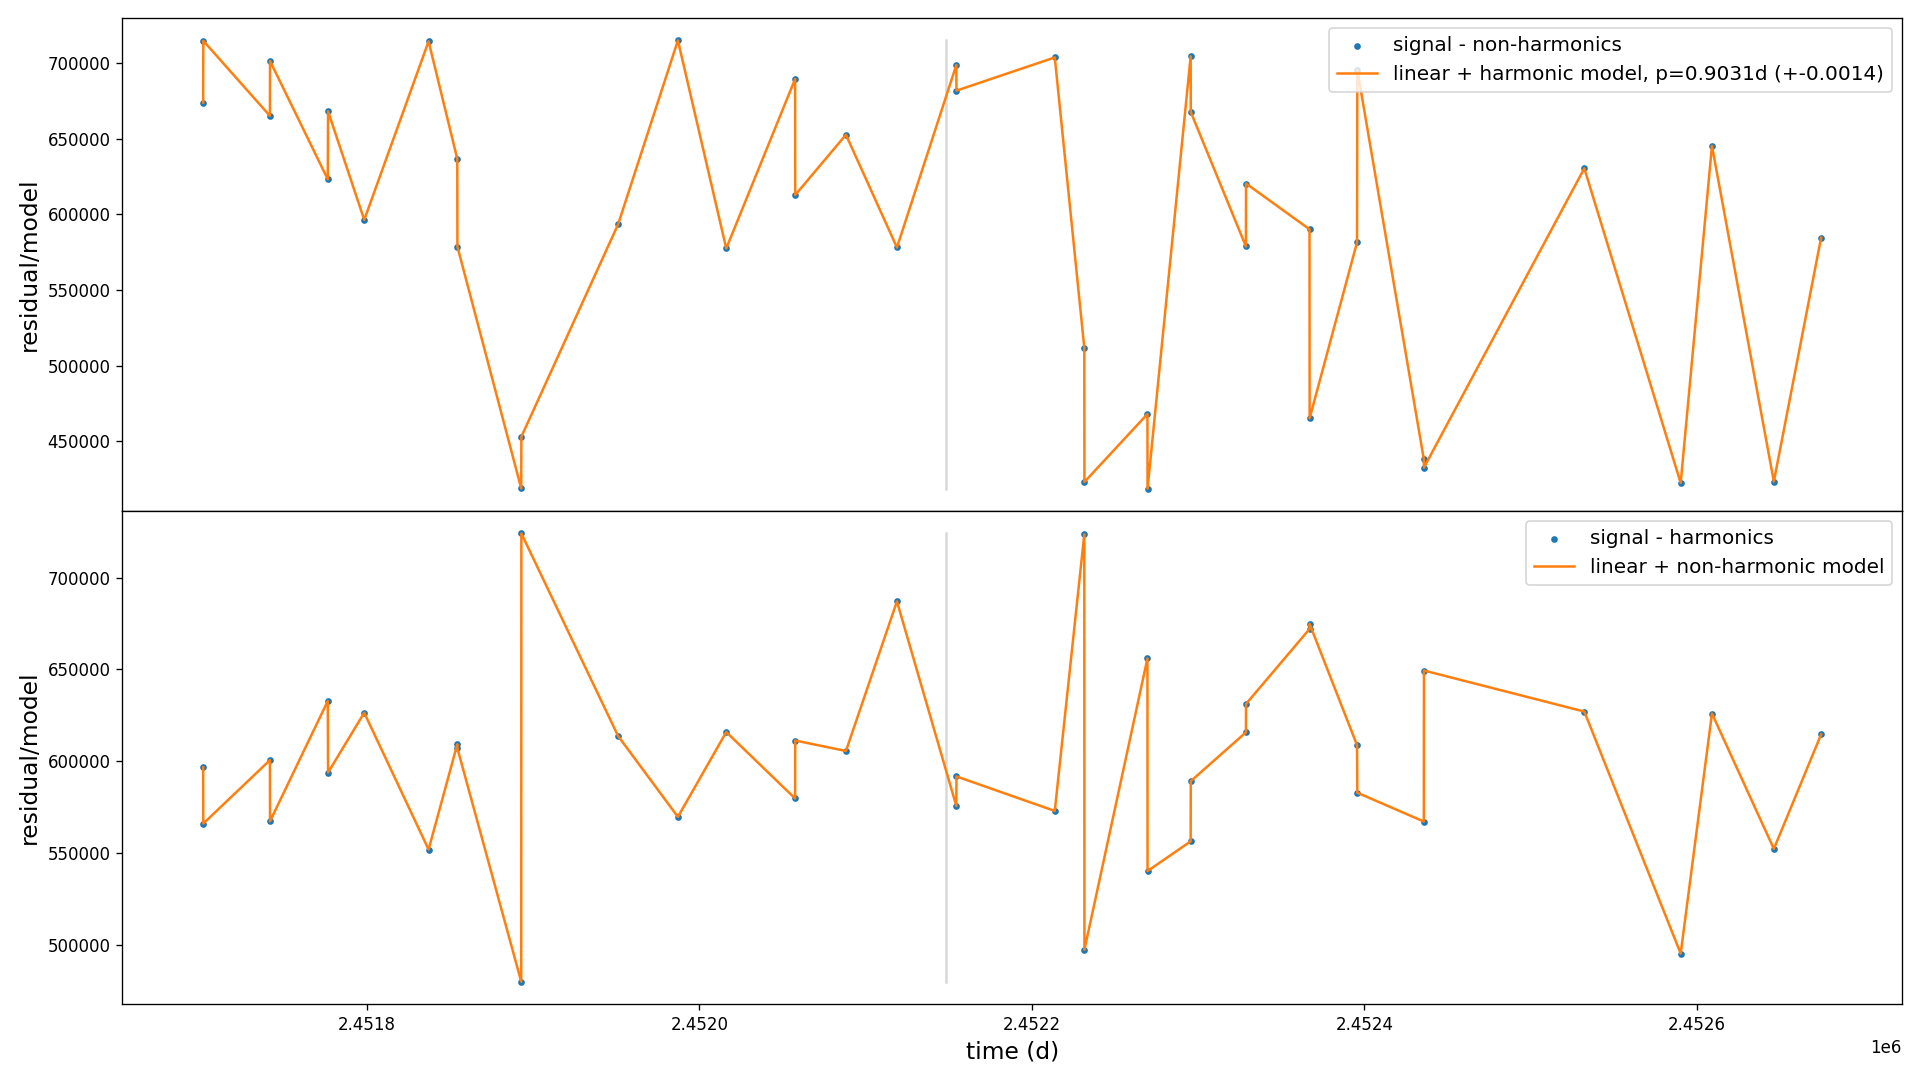 signal - non-harmonics
linear + harmonic model, p=0.9031d (+-0.0014)
700000
650000
600000
550000
500000
450000
residual/model
signal - harmonics
linear + non-harmonic model
700000
650000
600000
550000
500000
residual/model
2.4518 2.4520 2.4522 2.4524 2.4526
time (d)
1e6